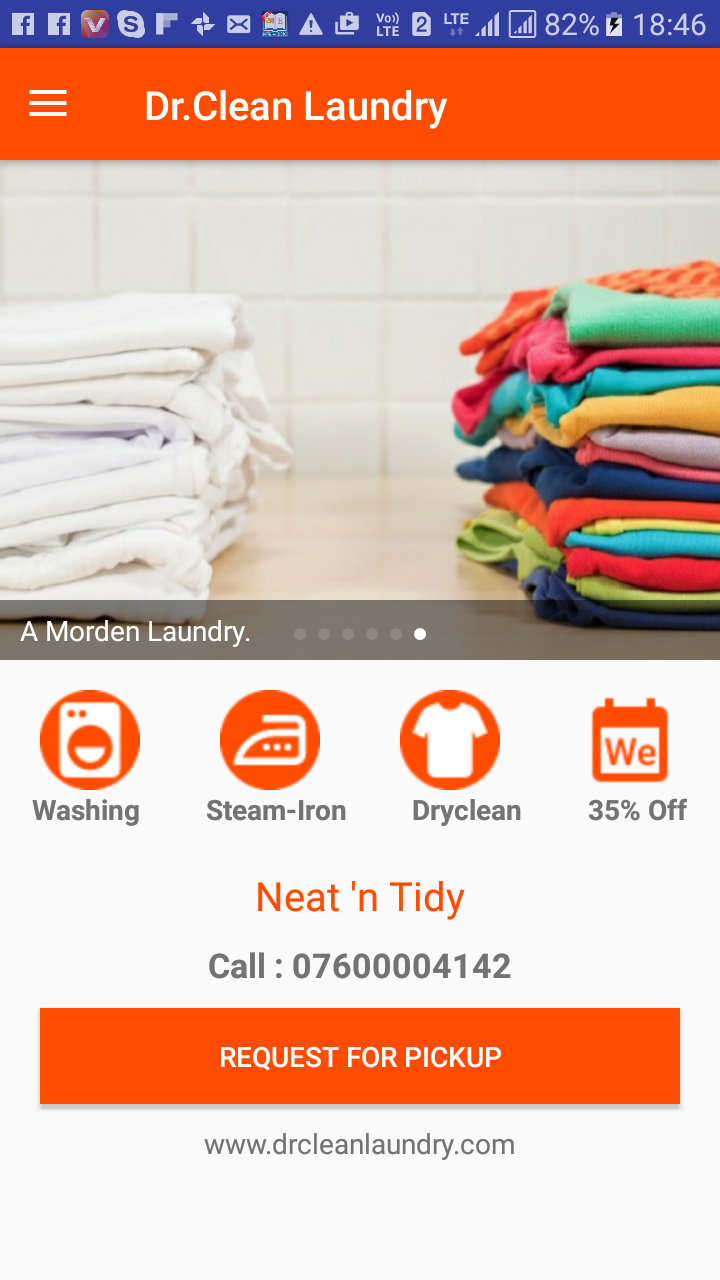 Vo) LTE 2 LTE 82% 18:46
Dr.Clean Laundry
A Morden Laundry.
We
Washing Steam-Iron Dryclean 35% Off
Neat 'n Tidy
Call : 07600004142
REQUEST FOR PICKUP
www.drcleanlaundry.com